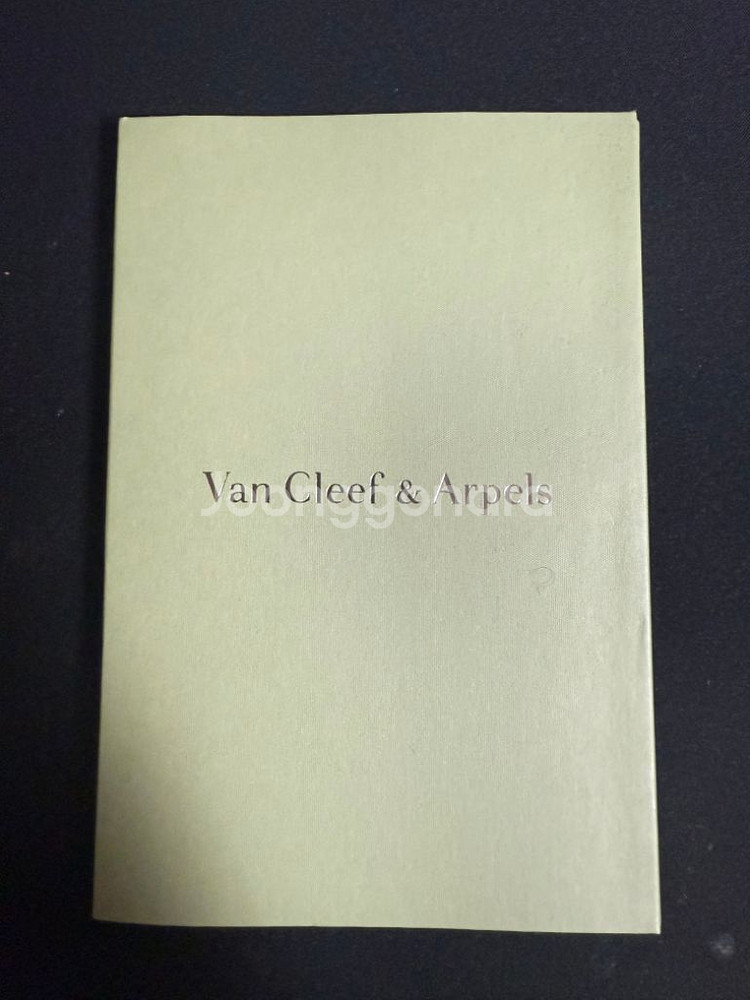 Van Cleef & Arpels
joonggonara